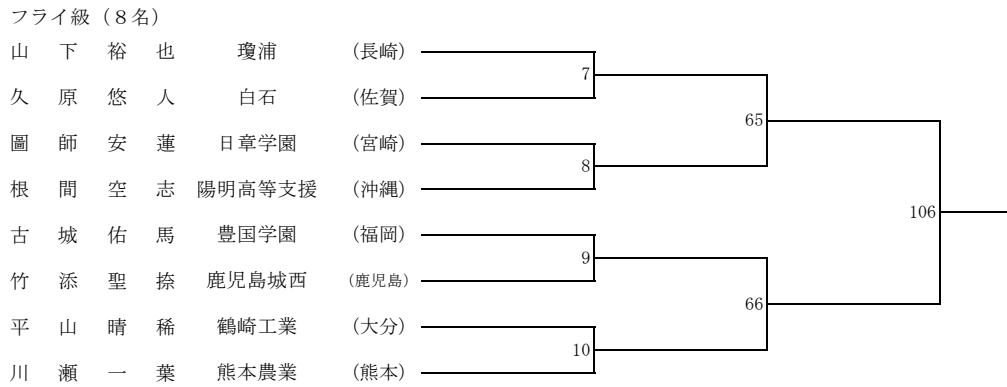 フライ級（８名）
山下裕也 瓊浦 (長崎)
7
久原悠人 白石 (佐賀)
65
圖師安蓮 日章学園 (宮崎)
8
根間空志 陽明高等支援 (沖縄)
106
古城佑馬 豊国学園 (福岡)
9
竹添聖捺 鹿児島城西 (鹿児島)
66
平山晴稀 鶴崎工業 (大分)
10
川瀬一葉 熊本農業 (熊本)